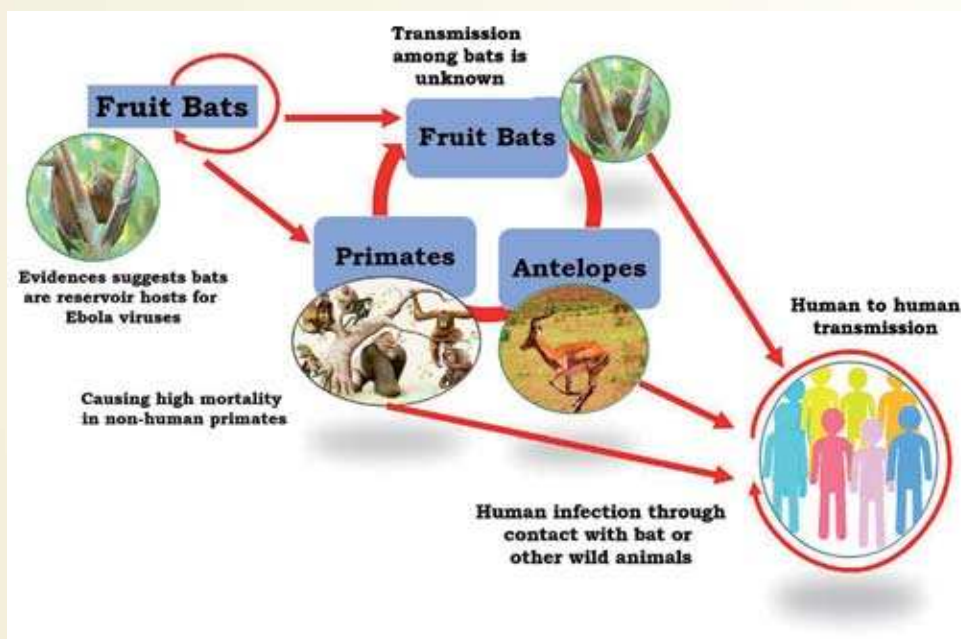 Transmission
among bats is
unknown
Fruit Bats
Fruit Bats
Evidences suggests bats
are reservoir hosts for
Ebola viruses
Primates
Antelopes
Causing high mortality
in non-human primates
Human to human
transmission
Human infection through
contact with bat or
other wild animals